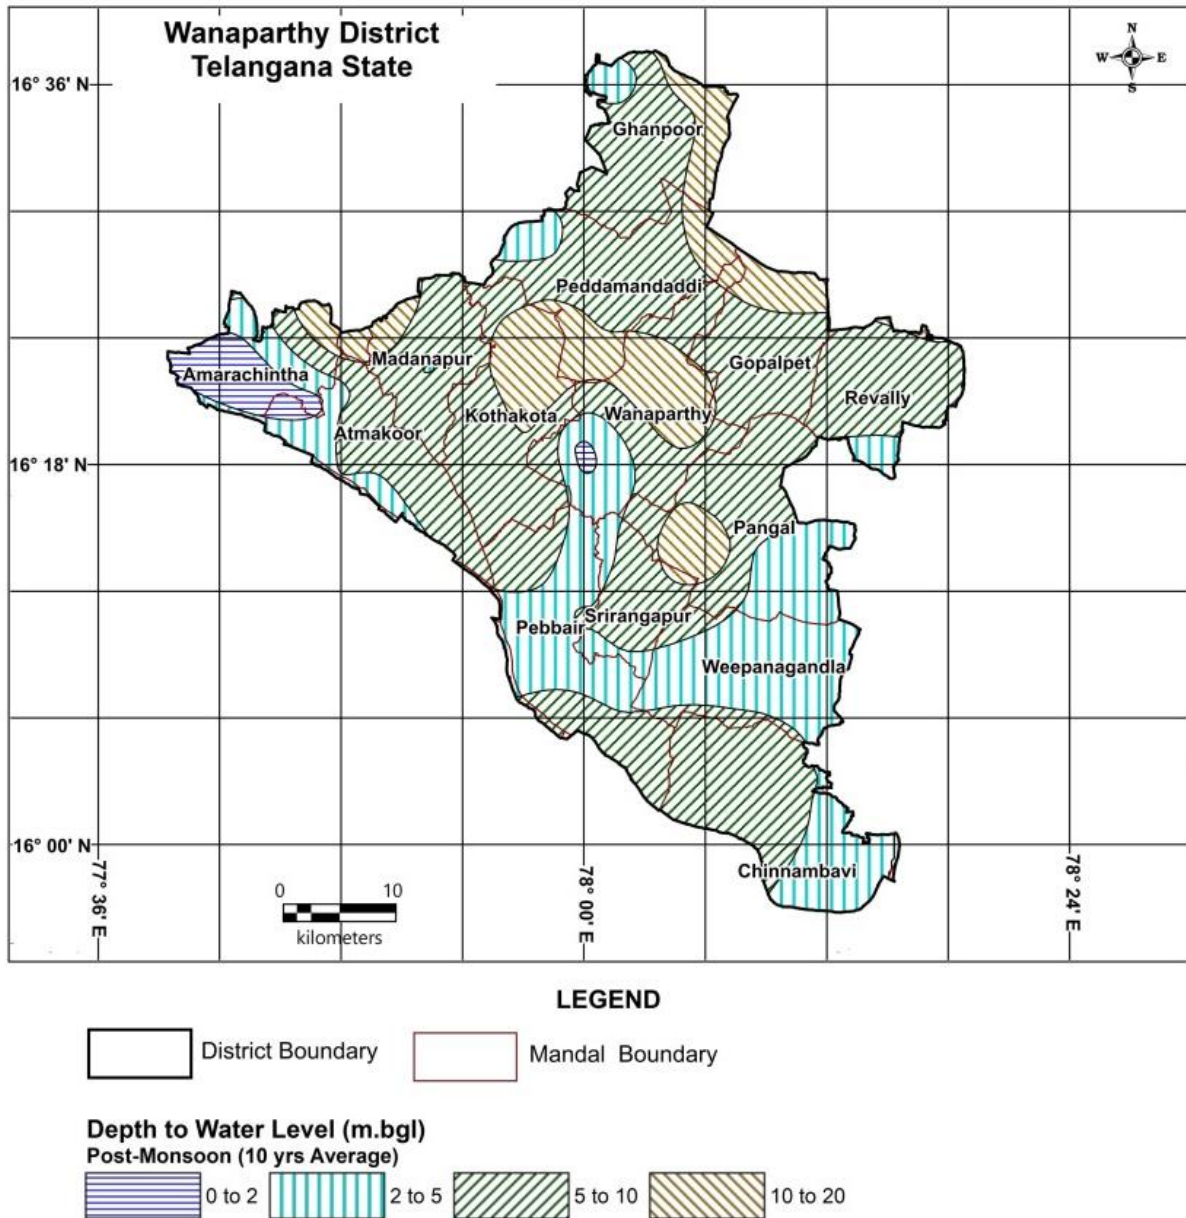 Wanaparthy District
Telangana State
N
W E
S
16° 36' N
Ghanpoor
Peddamandaddi
Madanapur
Gopalpet
Amarachintha
Revally
Kothakota
Wanaparthy
Atmakoor
16° 18' N
Pangal
Srirangapur
Pebbair
Weepanagandla
16° 00' N
Chinnambavi
77° 36' E
78° 00' E
78° 24' E
0 10
kilometers
LEGEND
District Boundary
Mandal Boundary
Depth to Water Level (m.bgl)
Post-Monsoon (10 yrs Average)
0 to 2
2 to 5
5 to 10
10 to 20